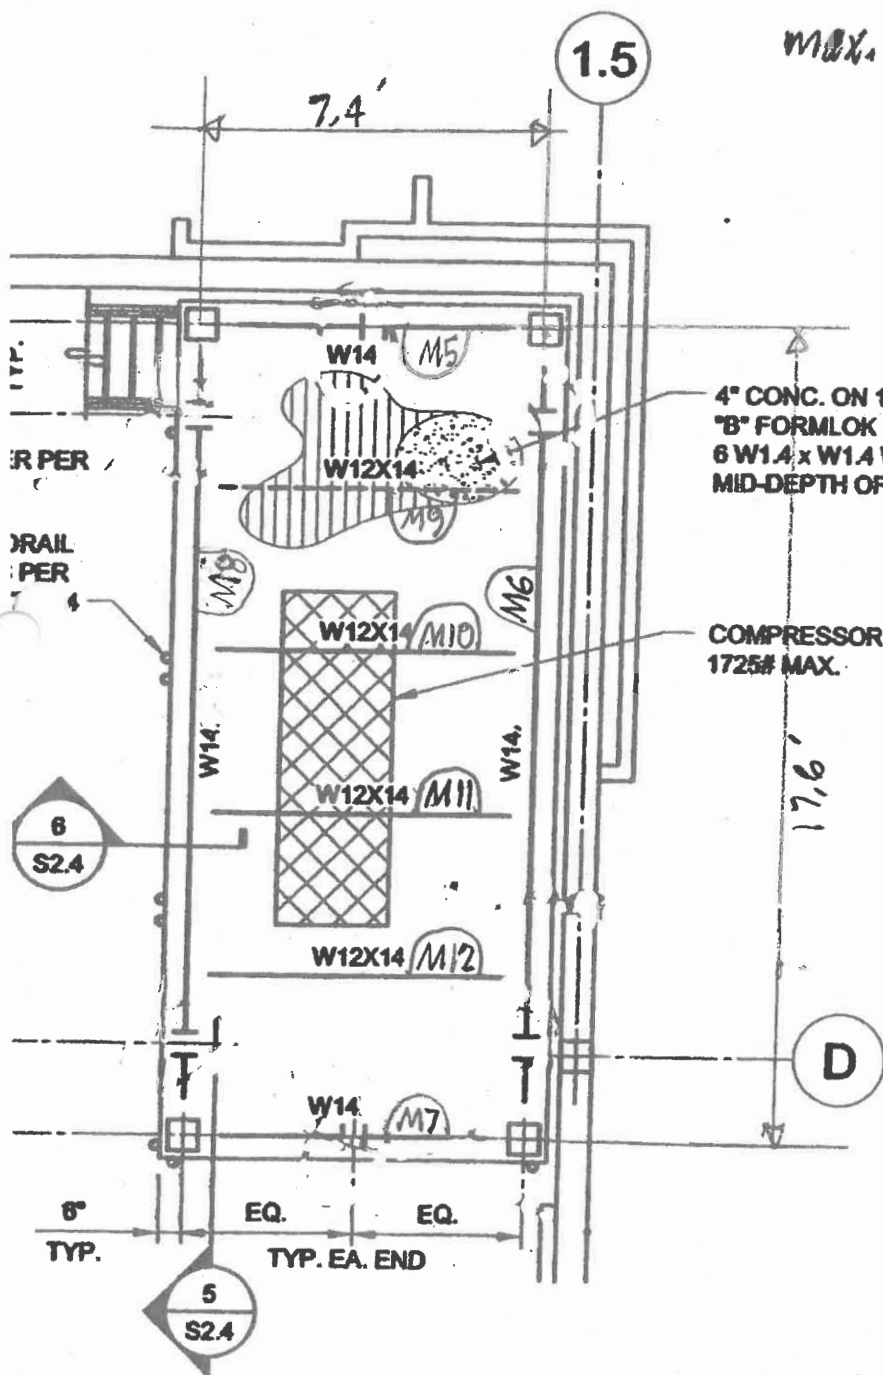 max.
1.5
7,4'
TYP.
W14
M5
4" CONC. ON 1
"B" FORMLOK
6 W1.4 x W1.4 W
MID-DEPTH OF
ER PER
W12X14
M9
DRAIL
PER
M8
M6
W12X14 M10
COMPRESSOR
1725# MAX.
W14.
W14.
17,6'
W12X14 M11
6
S2.4
W12X14 M12
D
W14
M7
6"
TYP.
EQ.
EQ.
TYP. EA. END
5
S2.4